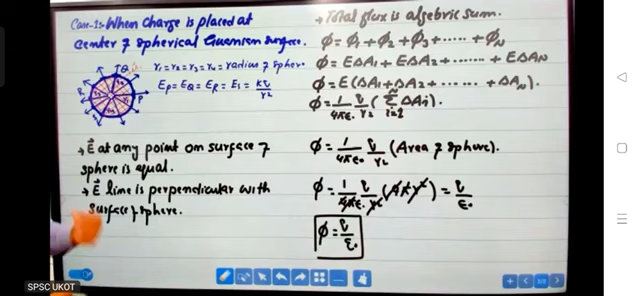 Case-1:- When Charge is placed at
center of spherical Guassian surface.
r₁=r₂=r₃=r₄= radius of sphere
E_P = E_Q = E_R = E₁ = kq/r²
→ E⃗ at any point on surface of
sphere is equal.
→ E⃗ line is perpendicular with
surface of sphere.
→ Total flux is algebric sum.
ϕ = ϕ₁ + ϕ₂ + ϕ₃ + ...... + ϕ_N
ϕ = EΔA₁ + EΔA₂ + ....... + EΔA_N
ϕ = E(ΔA₁ + ΔA₂ + ...... + ΔA_N).
ϕ = 1/4πε₀ q/r² (Σ ΔAᵢ).
ϕ = 1/4πε₀ q/r² (Area of sphere).
ϕ = 1/4πε₀ q/r² (4πr²) = q/ε₀
ϕ = q/ε₀
SPSC UKOT